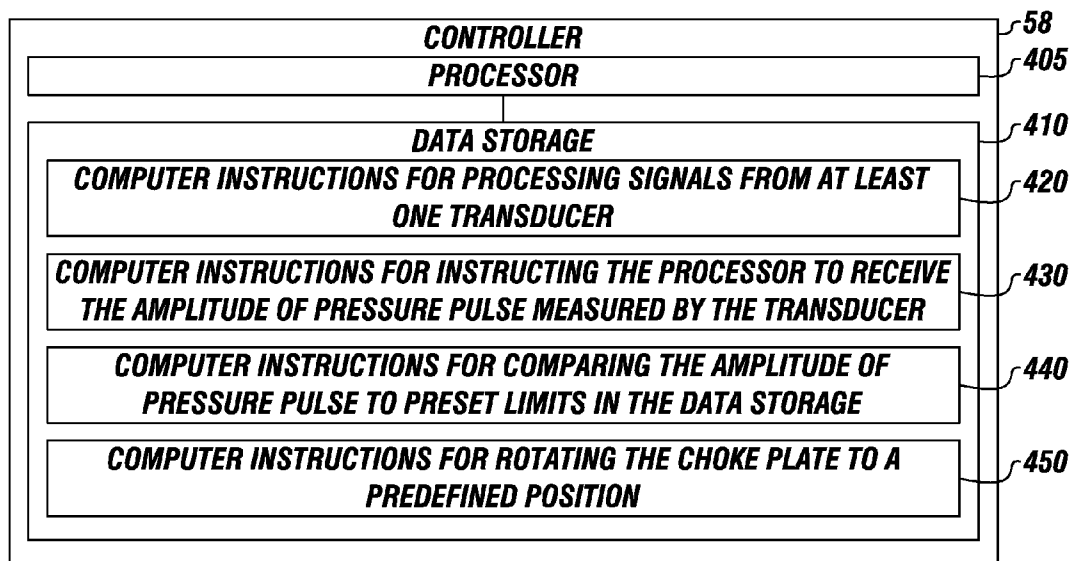 CONTROLLER
58
PROCESSOR
405
DATA STORAGE
410
COMPUTER INSTRUCTIONS FOR PROCESSING SIGNALS FROM AT LEAST
ONE TRANSDUCER
420
COMPUTER INSTRUCTIONS FOR INSTRUCTING THE PROCESSOR TO RECEIVE
THE AMPLITUDE OF PRESSURE PULSE MEASURED BY THE TRANSDUCER
430
COMPUTER INSTRUCTIONS FOR COMPARING THE AMPLITUDE OF
PRESSURE PULSE TO PRESET LIMITS IN THE DATA STORAGE
440
COMPUTER INSTRUCTIONS FOR ROTATING THE CHOKE PLATE TO A
PREDEFINED POSITION
450